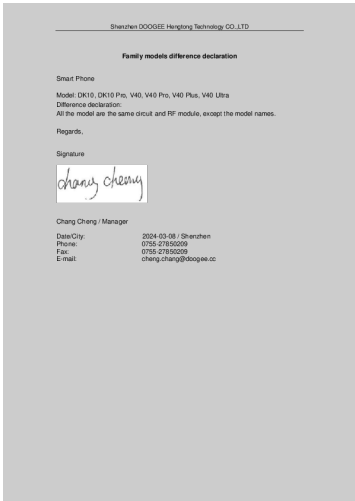 Shenzhen DOOGEE Hengtong Technology CO.,LTD
Family models difference declaration
Smart Phone
Model: DK10, DK10 Pro, V40, V40 Pro, V40 Plus, V40 Ultra
Difference declaration:
All the model are the same circuit and RF module, except the model names.
Regards,
Signature
chang cheng
Chang Cheng / Manager
Date/City: 2024-03-08 / Shenzhen
Phone: 0755-27850209
Fax: 0755-27850209
E-mail: cheng.chang@doogee.cc